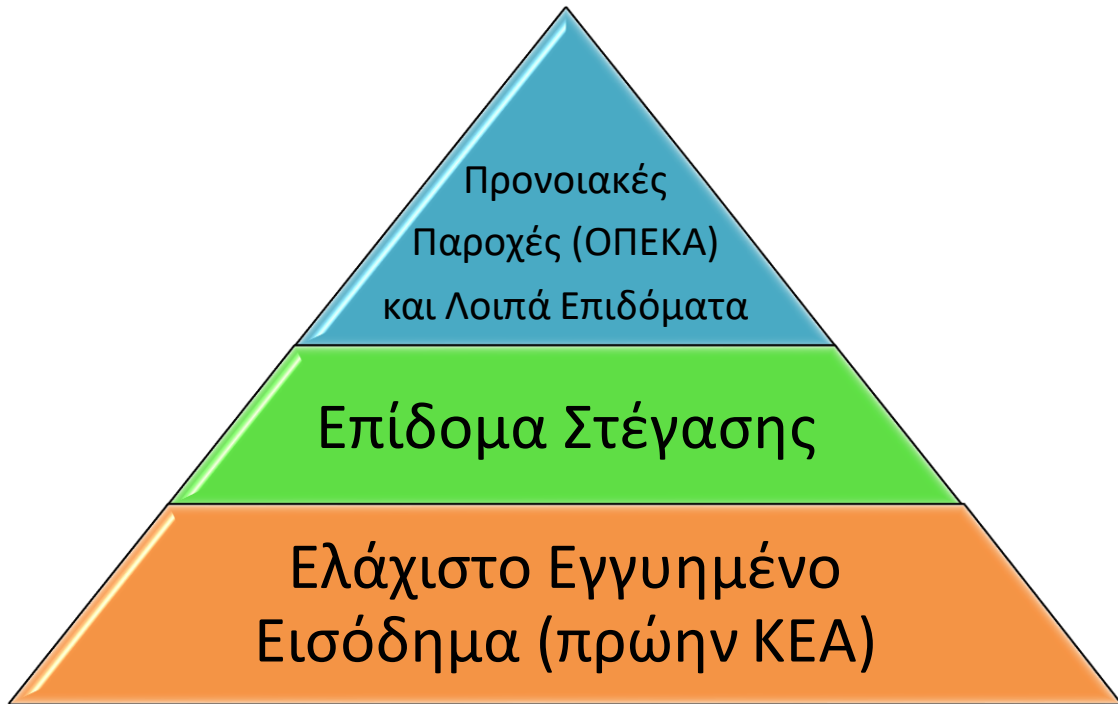 Προνοιακές
Παροχές (ΟΠΕΚΑ)
και Λοιπά Επιδόματα
Επίδομα Στέγασης
Ελάχιστο Εγγυημένο
Εισόδημα (πρώην ΚΕΑ)